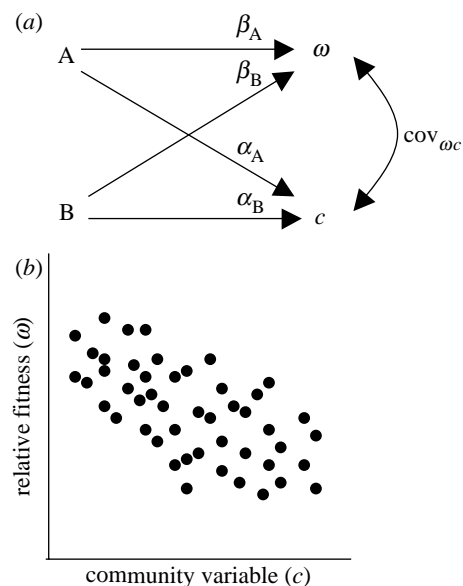 (a)
A
β_A
ω
β_B
cov_ωc
α_A
B
α_B
c
(b)
relative fitness (ω)
community variable (c)